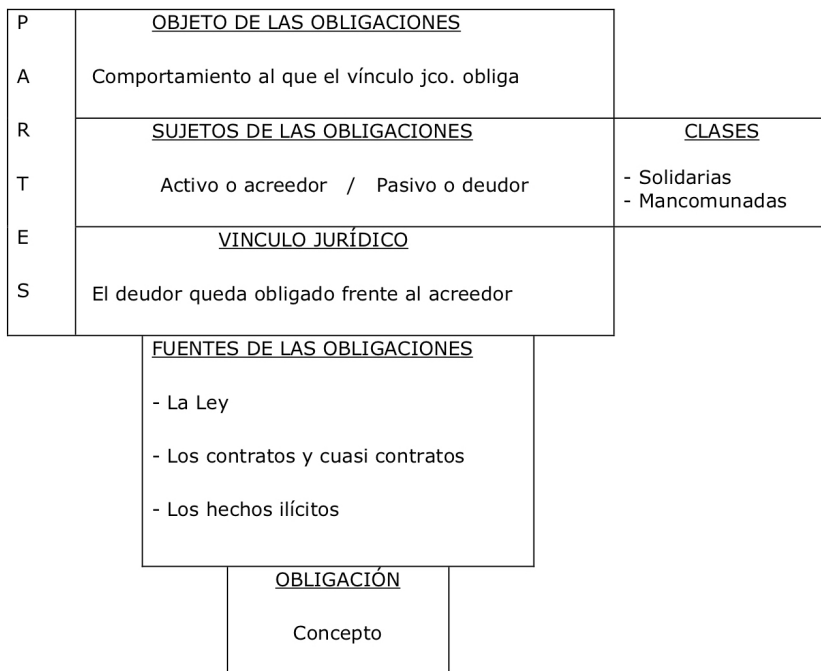 P
A
R
T
E
S
OBJETO DE LAS OBLIGACIONES
Comportamiento al que el vínculo jco. obliga
SUJETOS DE LAS OBLIGACIONES
Activo o acreedor / Pasivo o deudor
CLASES
- Solidarias
- Mancomunadas
VINCULO JURÍDICO
El deudor queda obligado frente al acreedor
FUENTES DE LAS OBLIGACIONES
- La Ley
- Los contratos y cuasi contratos
- Los hechos ilícitos
OBLIGACIÓN
Concepto